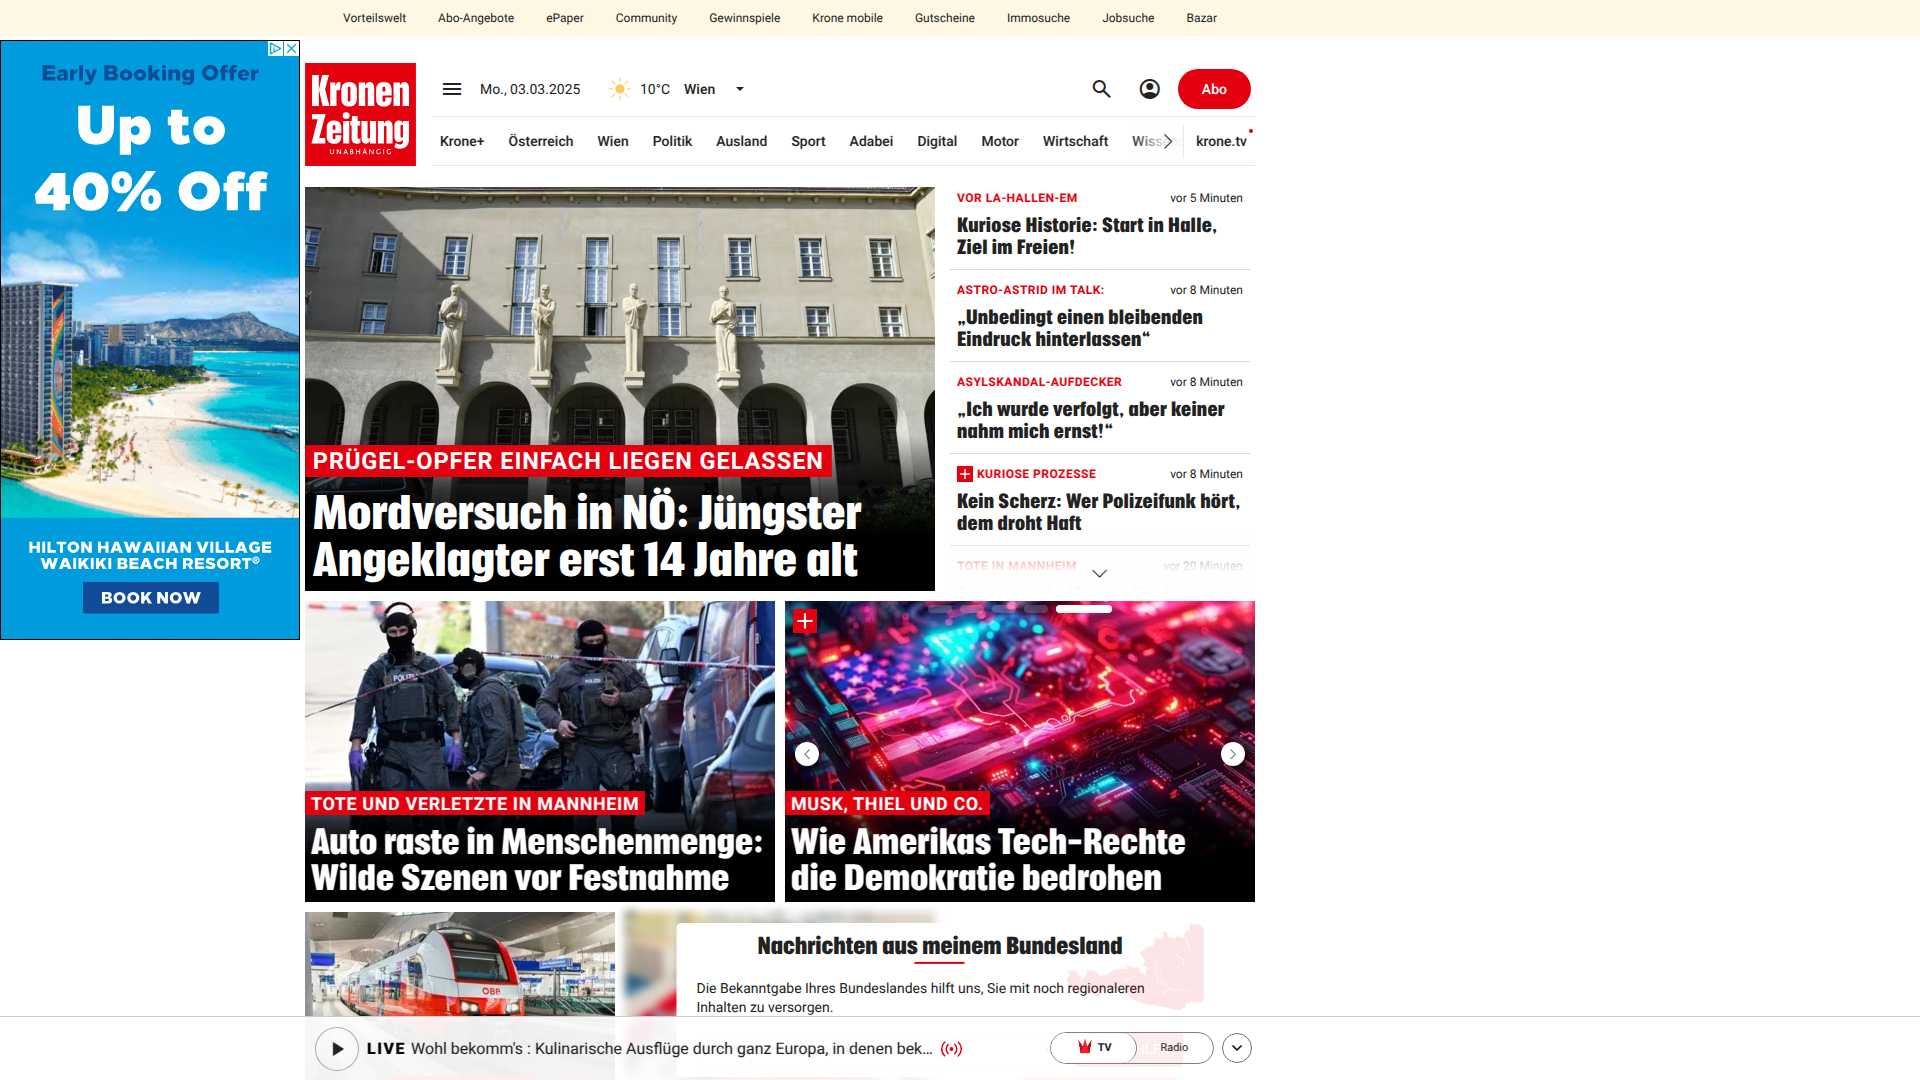 Vorteilswelt
Abo-Angebote
ePaper
Community
Gewinnspiele
Krone mobile
Gutscheine
Immosuche
Jobsuche
Bazar
Early Booking Offer
Up to
40% Off
HILTON HAWAIIAN VILLAGE
WAIKIKI BEACH RESORT®
BOOK NOW
Kronen
Zeitung
UNABHÄNGIG
Mo., 03.03.2025
10°C
Wien
Abo
Krone+
Österreich
Wien
Politik
Ausland
Sport
Adabei
Digital
Motor
Wirtschaft
krone.tv
PRÜGEL-OPFER EINFACH LIEGEN GELASSEN
Mordversuch in NÖ: Jüngster
Angeklagter erst 14 Jahre alt
VOR LA-HALLEN-EM
vor 5 Minuten
Kuriose Historie: Start in Halle,
Ziel im Freien!
ASTRO-ASTRID IM TALK:
vor 8 Minuten
„Unbedingt einen bleibenden
Eindruck hinterlassen“
ASYLSKANDAL-AUFDECKER
vor 8 Minuten
„Ich wurde verfolgt, aber keiner
nahm mich ernst!“
KURIOSE PROZESSE
vor 8 Minuten
Kein Scherz: Wer Polizeifunk hört,
dem droht Haft
TOTE IN MANNHEIM
vor 20 Minuten
POLIZEI
POLIZEI
TOTE UND VERLETZTE IN MANNHEIM
Auto raste in Menschenmenge:
Wilde Szenen vor Festnahme
MUSK, THIEL UND CO.
Wie Amerikas Tech-Rechte
die Demokratie bedrohen
ÖBB
Nachrichten aus meinem Bundesland
Die Bekanntgabe Ihres Bundeslandes hilft uns, Sie mit noch regionaleren
Inhalten zu versorgen.
LIVE Wohl bekomm's : Kulinarische Ausflüge durch ganz Europa, in denen bek...
TV
Radio